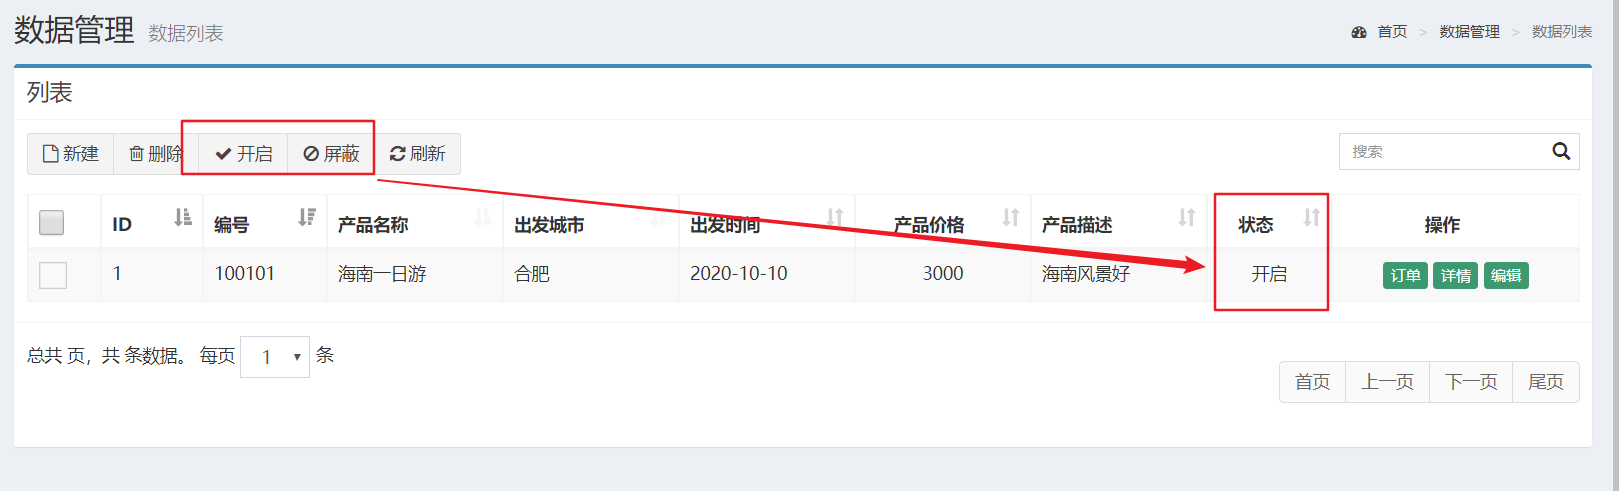 数据管理 数据列表
首页 > 数据管理 > 数据列表
列表
新建 删除 开启 屏蔽 刷新
搜索
ID 编号 产品名称 出发城市 出发时间 产品价格 产品描述 状态 操作
1 100101 海南一日游 合肥 2020-10-10 3000 海南风景好 开启 订单 详情 编辑
总共 页，共 条数据。 每页 1 条
首页 上一页 下一页 尾页